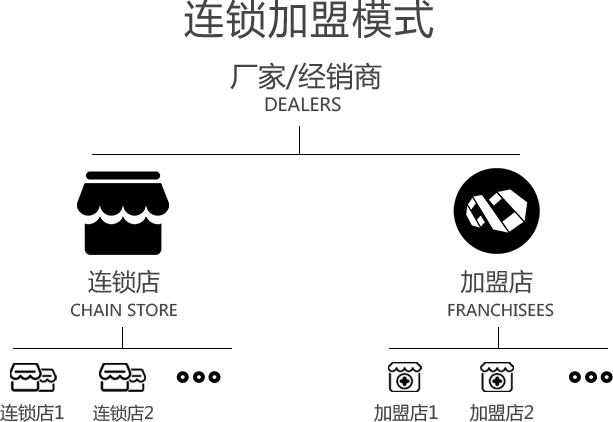 连锁加盟模式
厂家/经销商
DEALERS
连锁店
加盟店
CHAIN STORE
FRANCHISEES
连锁店1
连锁店2
加盟店1
加盟店2